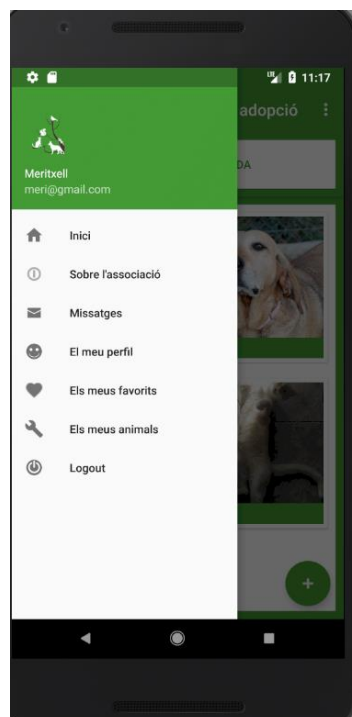 11:17
adopció
DA
Meritxell
meri@gmail.com
Inici
Sobre l'associació
Missatges
El meu perfil
Els meus favorits
Els meus animals
Logout